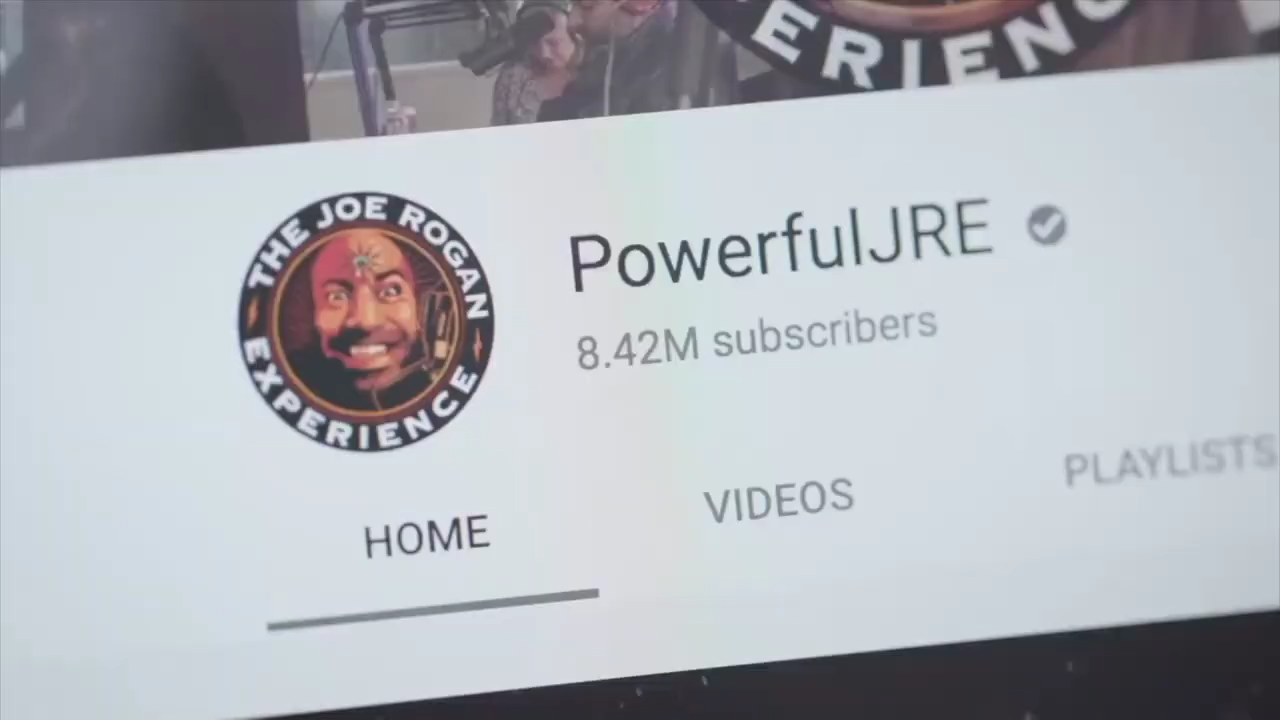 ERIENC
THE JOE ROGAN
EXPERIENCE
PowerfulJRE
8.42M subscribers
HOME
VIDEOS
PLAYLISTS